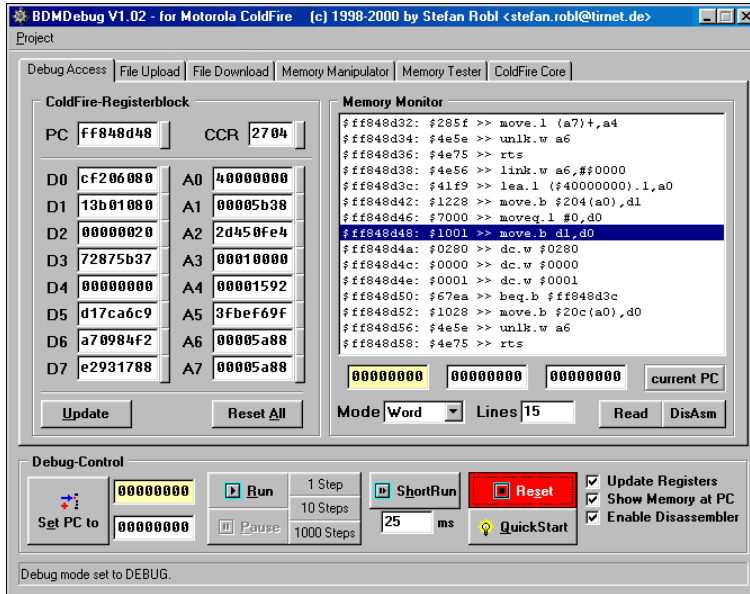 BDMDebug V1.02 - for Motorola ColdFire (c) 1998-2000 by Stefan Robl <stefan.robl@tirnet.de>
Project
Debug Access File Upload File Download Memory Manipulator Memory Tester ColdFire Core
ColdFire-Registerblock
PC ff848d48 CCR 2704
D0 cf206080 A0 40000000
D1 13b01080 A1 00005b38
D2 00000020 A2 2d450fe4
D3 72875b37 A3 00010000
D4 00000000 A4 00001592
D5 d17ca6c9 A5 3fbef69f
D6 a70984f2 A6 00005a88
D7 e2931788 A7 00005a88
Update Reset All
Memory Monitor
$ff848d32: $285f >> move.l (a7)+,a4
$ff848d34: $4e5e >> unlk.w a6
$ff848d36: $4e75 >> rts
$ff848d38: $4e56 >> link.w a6,#$0000
$ff848d3c: $41f9 >> lea.l ($40000000).l,a0
$ff848d42: $1228 >> move.b $204(a0),d1
$ff848d46: $7000 >> moveq.l #0,d0
$ff848d48: $1001 >> move.b d1,d0
$ff848d4a: $0280 >> dc.w $0280
$ff848d4c: $0000 >> dc.w $0000
$ff848d4e: $0001 >> dc.w $0001
$ff848d50: $67ea >> beq.b $ff848d3c
$ff848d52: $1028 >> move.b $20c(a0),d0
$ff848d56: $4e5e >> unlk.w a6
$ff848d58: $4e75 >> rts
00000000 00000000 00000000 current PC
Mode Word Lines 15 Read DisAsm
Debug-Control
Set PC to 00000000
00000000
Run
Pause
1 Step
10 Steps
1000 Steps
ShortRun
25 ms
Reset
QuickStart
Update Registers
Show Memory at PC
Enable Disassembler
Debug mode set to DEBUG.